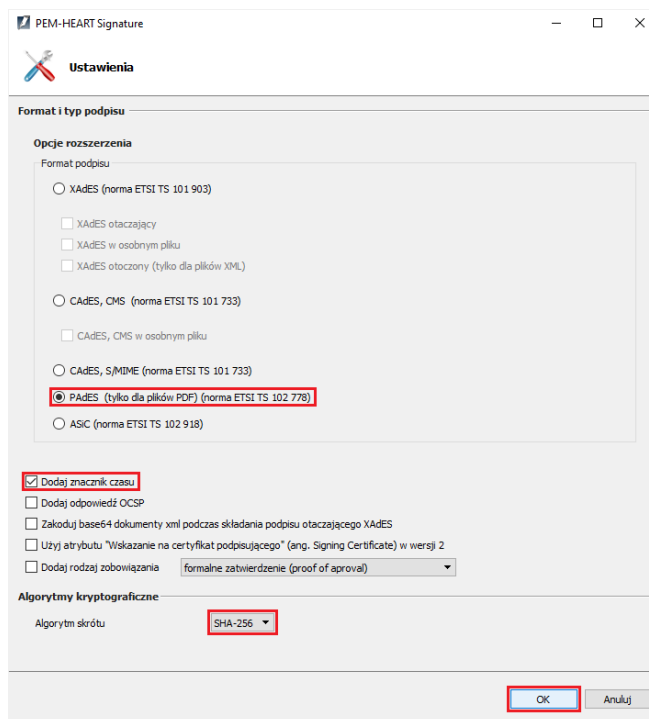 PEM-HEART Signature
Ustawienia
Format i typ podpisu
Opcje rozszerzenia
Format podpisu
XAdES (norma ETSI TS 101 903)
XAdES otaczający
XAdES w osobnym pliku
XAdES otoczony (tylko dla plików XML)
CAdES, CMS (norma ETSI TS 101 733)
CAdES, CMS w osobnym pliku
CAdES, S/MIME (norma ETSI TS 101 733)
PAdES (tylko dla plików PDF) (norma ETSI TS 102 778)
ASiC (norma ETSI TS 102 918)
Dodaj znacznik czasu
Dodaj odpowiedź OCSP
Zakoduj base64 dokumenty xml podczas składania podpisu otaczającego XAdES
Użyj atrybutu "Wskazanie na certyfikat podpisującego" (ang. Signing Certificate) w wersji 2
Dodaj rodzaj zobowiązania formalne zatwierdzenie (proof of aproval)
Algorytmy kryptograficzne
Algorytm skrótu SHA-256
OK Anuluj